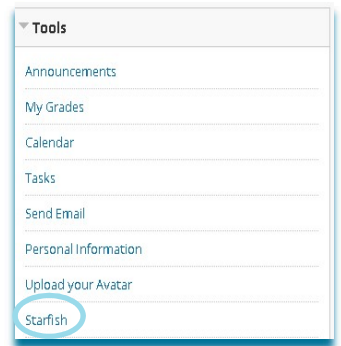 Tools
Announcements
My Grades
Calendar
Tasks
Send Email
Personal Information
Upload your Avatar
Starfish